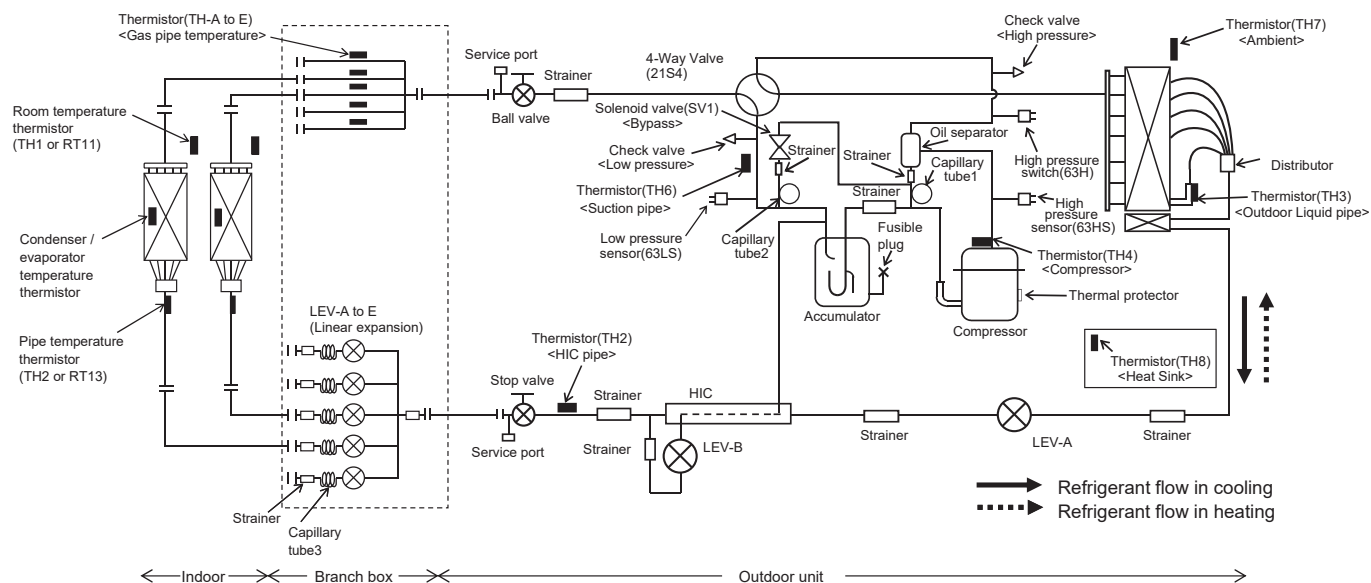 Thermistor(TH-A to E)
<Gas pipe temperature>
Service port
Strainer
Ball valve
4-Way Valve
(21S4)
Solenoid valve(SV1)
<Bypass>
Check valve
<High pressure>
Thermistor(TH7)
<Ambient>
Room temperature
thermistor
(TH1 or RT11)
Check valve
<Low pressure>
Strainer
Strainer
Oil separator
Capillary
tube1
High pressure
switch(63H)
Distributor
Thermistor(TH6)
<Suction pipe>
Strainer
Thermistor(TH3)
<Outdoor Liquid pipe>
Condenser /
evaporator
temperature
thermistor
Low pressure
sensor(63LS)
Capillary
tube2
Fusible
plug
High
pressure
sensor(63HS)
Thermistor(TH4)
<Compressor>
Thermal protector
Accumulator
Compressor
Pipe temperature
thermistor
(TH2 or RT13)
LEV-A to E
(Linear expansion)
Thermistor(TH2)
<HIC pipe>
Thermistor(TH8)
<Heat Sink>
Stop valve
Strainer
HIC
Service port
Strainer
LEV-B
Strainer
LEV-A
Strainer
Strainer
Capillary
tube3
Refrigerant flow in cooling
Refrigerant flow in heating
Indoor
Branch box
Outdoor unit